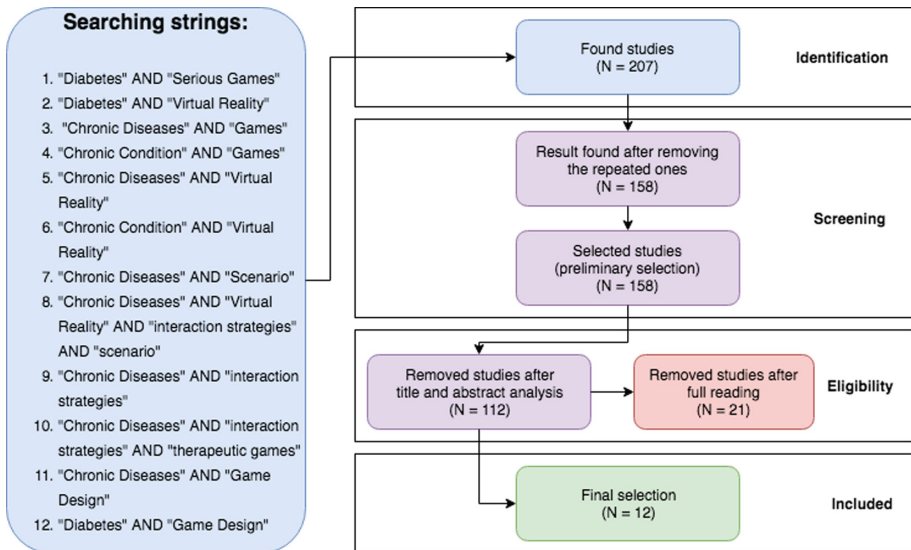 Searching strings:
1. "Diabetes" AND "Serious Games"
2. "Diabetes" AND "Virtual Reality"
3. "Chronic Diseases" AND "Games"
4. "Chronic Condition" AND "Games"
5. "Chronic Diseases" AND "Virtual
Reality"
6. "Chronic Condition" AND "Virtual
Reality"
7. "Chronic Diseases" AND "Scenario"
8. "Chronic Diseases" AND "Virtual
Reality" AND "interaction strategies"
AND "scenario"
9. "Chronic Diseases" AND "interaction
strategies"
10. "Chronic Diseases" AND "interaction
strategies" AND "therapeutic games"
11. "Chronic Diseases" AND "Game
Design"
12. "Diabetes" AND "Game Design"
Found studies
(N = 207)
Identification
Result found after removing
the repeated ones
(N = 158)
Selected studies
(preliminary selection)
(N = 158)
Screening
Removed studies after
title and abstract analysis
(N = 112)
Removed studies after
full reading
(N = 21)
Eligibility
Final selection
(N = 12)
Included